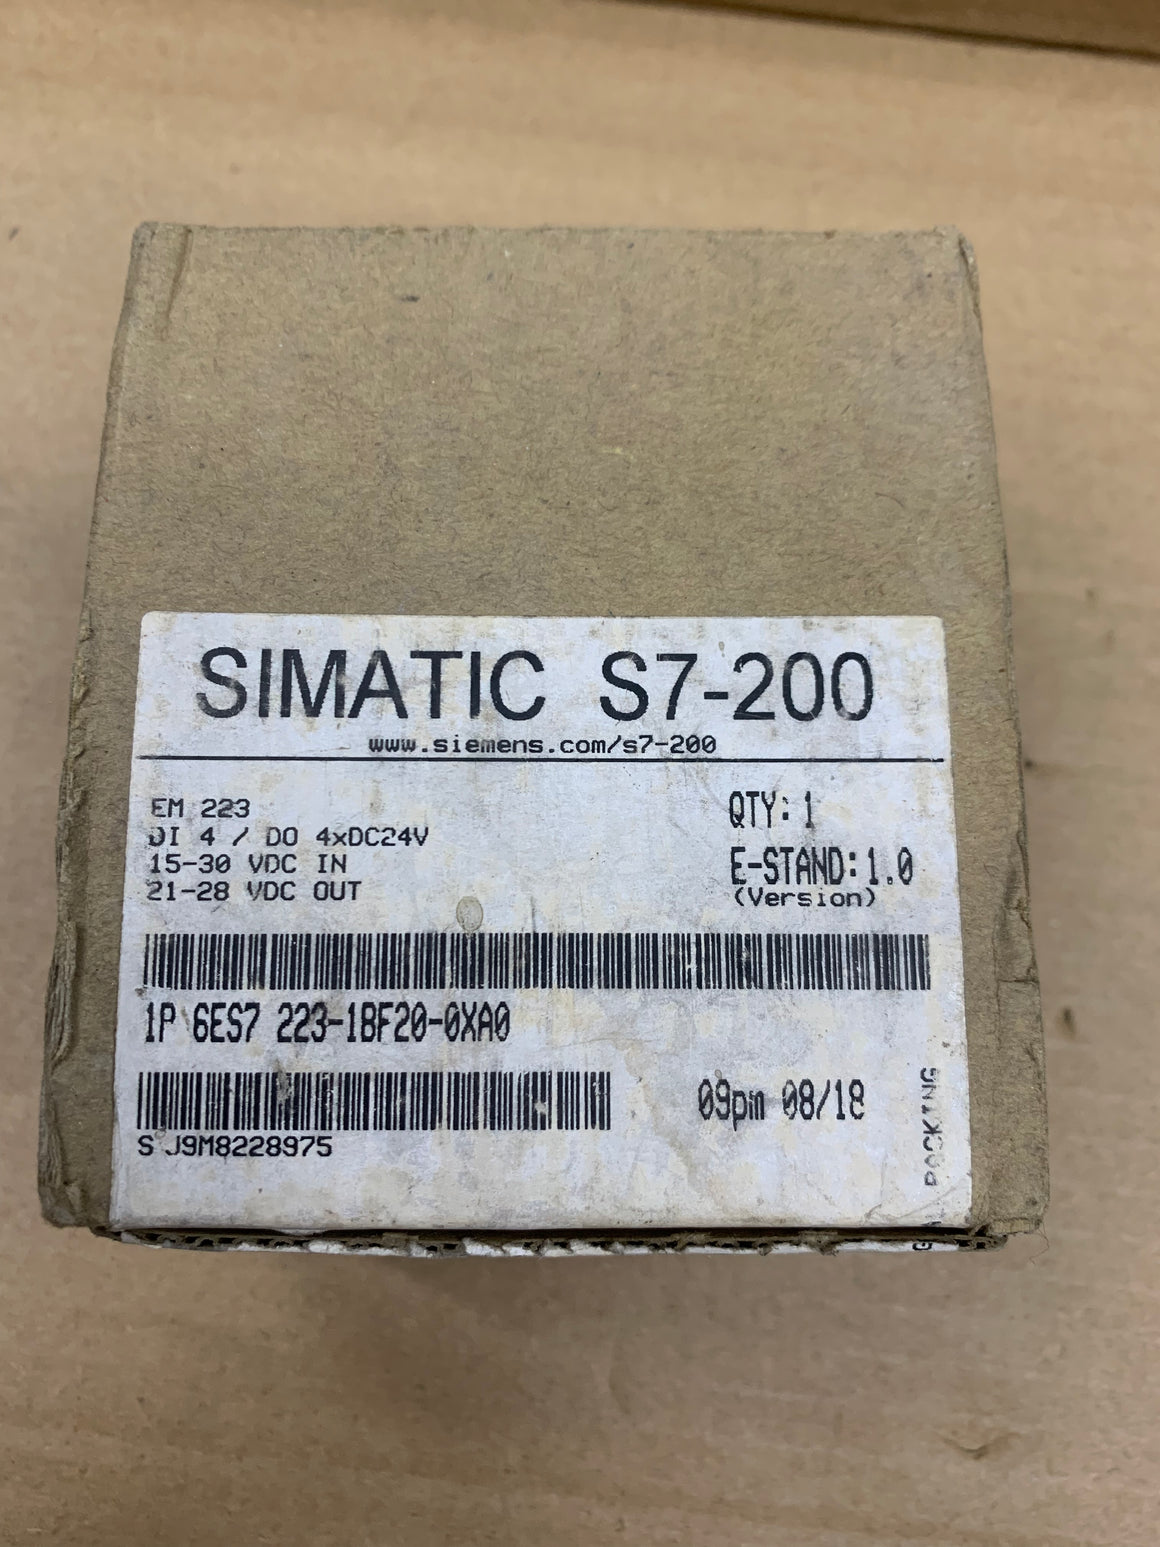 SIMATIC S7-200
www.siemens.com/s7-200
EM 223
DI 4 / DO 4xDC24V
15-30 VDC IN
21-28 VDC OUT
QTY: 1
E-STAND: 1.0
(Version)
1P 6ES7 223-1BF20-0XA0
S J9M8228975
09pm 08/18